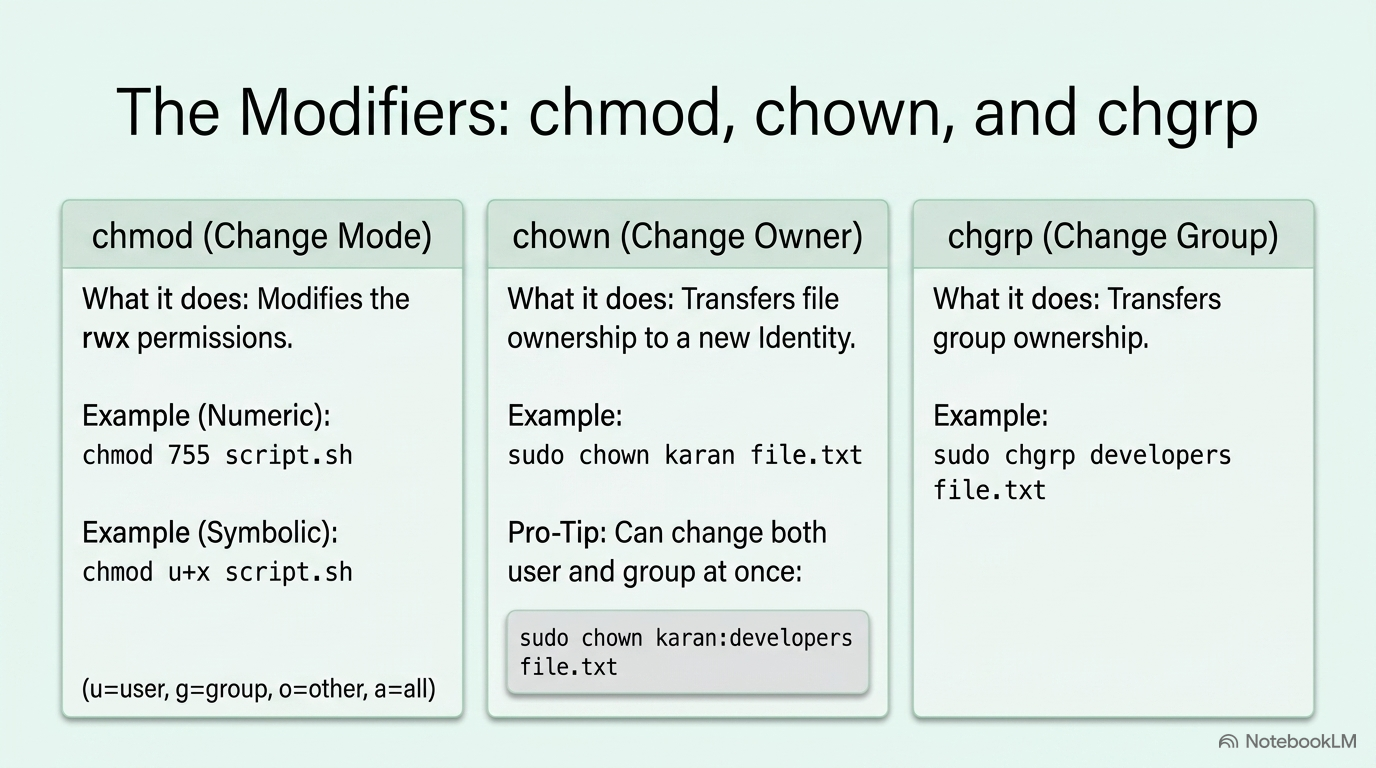 The Modifiers: chmod, chown, and chgrp
chmod (Change Mode)
What it does: Modifies the
rwx permissions.
Example (Numeric):
chmod 755 script.sh
Example (Symbolic):
chmod u+x script.sh
(u=user, g=group, o=other, a=all)
chown (Change Owner)
What it does: Transfers file
ownership to a new Identity.
Example:
sudo chown karan file.txt
Pro-Tip: Can change both
user and group at once:
sudo chown karan:developers
file.txt
chgrp (Change Group)
What it does: Transfers
group ownership.
Example:
sudo chgrp developers
file.txt
NotebookLM